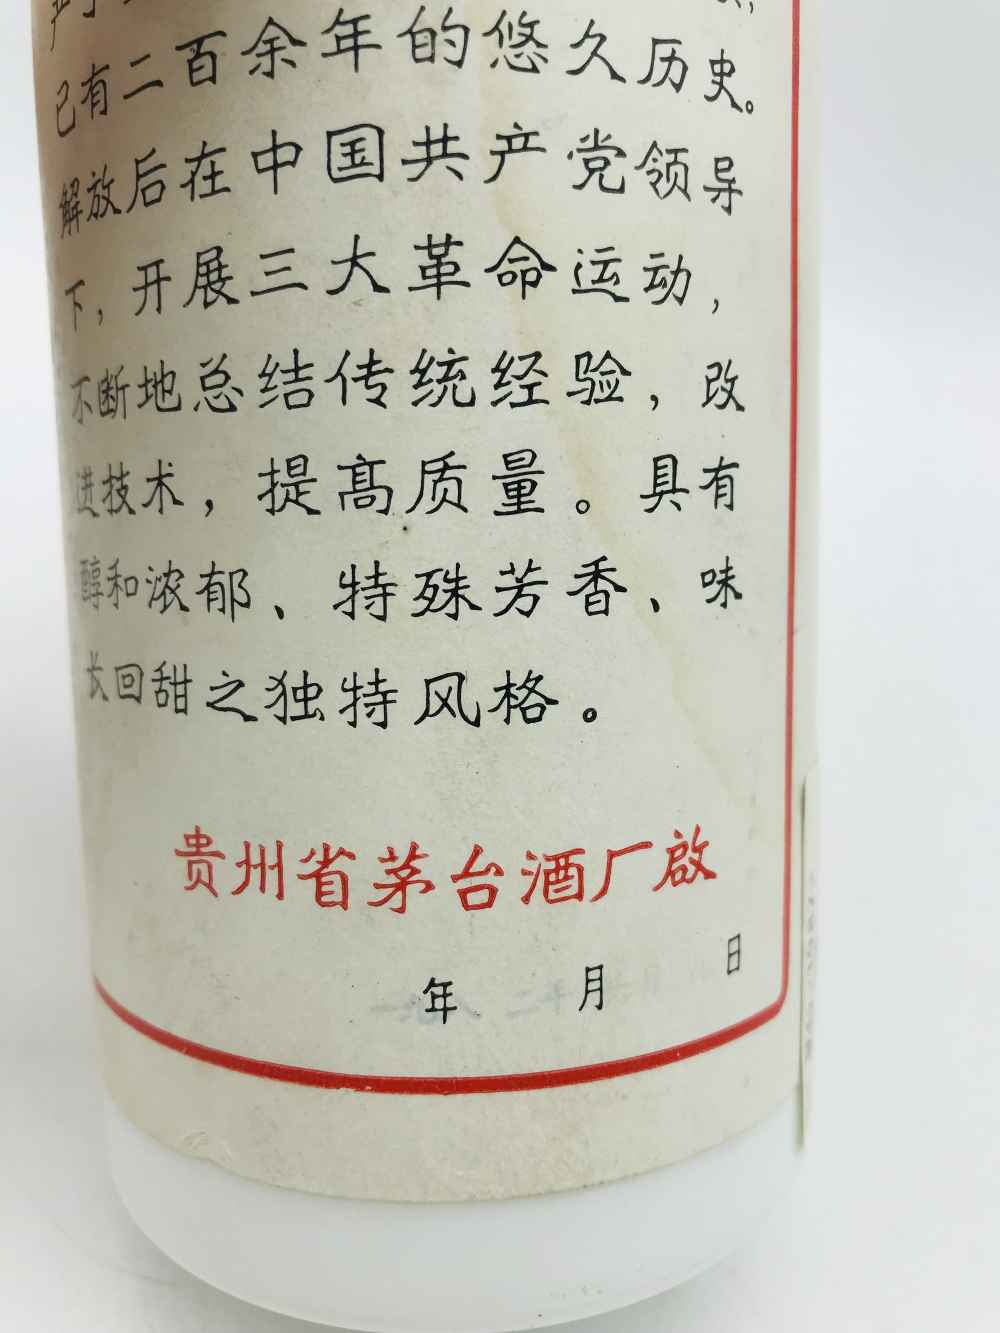 已有二百余年的悠久历史。
解放后在中国共产党领导
下，开展三大革命运动，
不断地总结传统经验，改
进技术，提高质量。具有
醇和浓郁、特殊芳香、味
长回甜之独特风格。
贵州省茅台酒厂啟
年 月 日